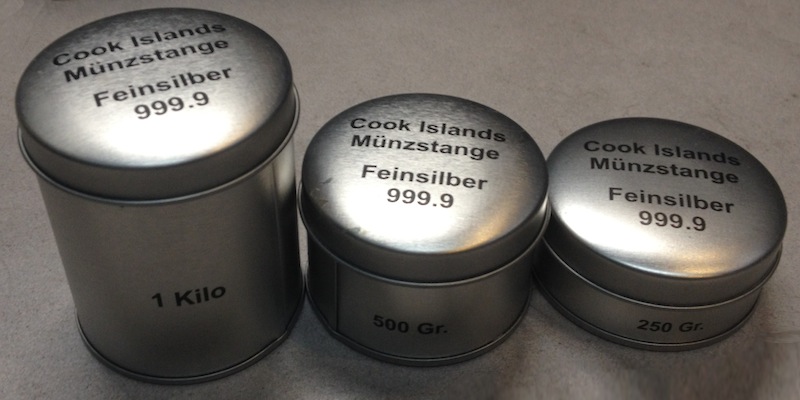 Cook Islands
Münzstange
Feinsilber
999.9
1 Kilo
Cook Islands
Münzstange
Feinsilber
999.9
500 Gr.
Cook Islands
Münzstange
Feinsilber
999.9
250 Gr.